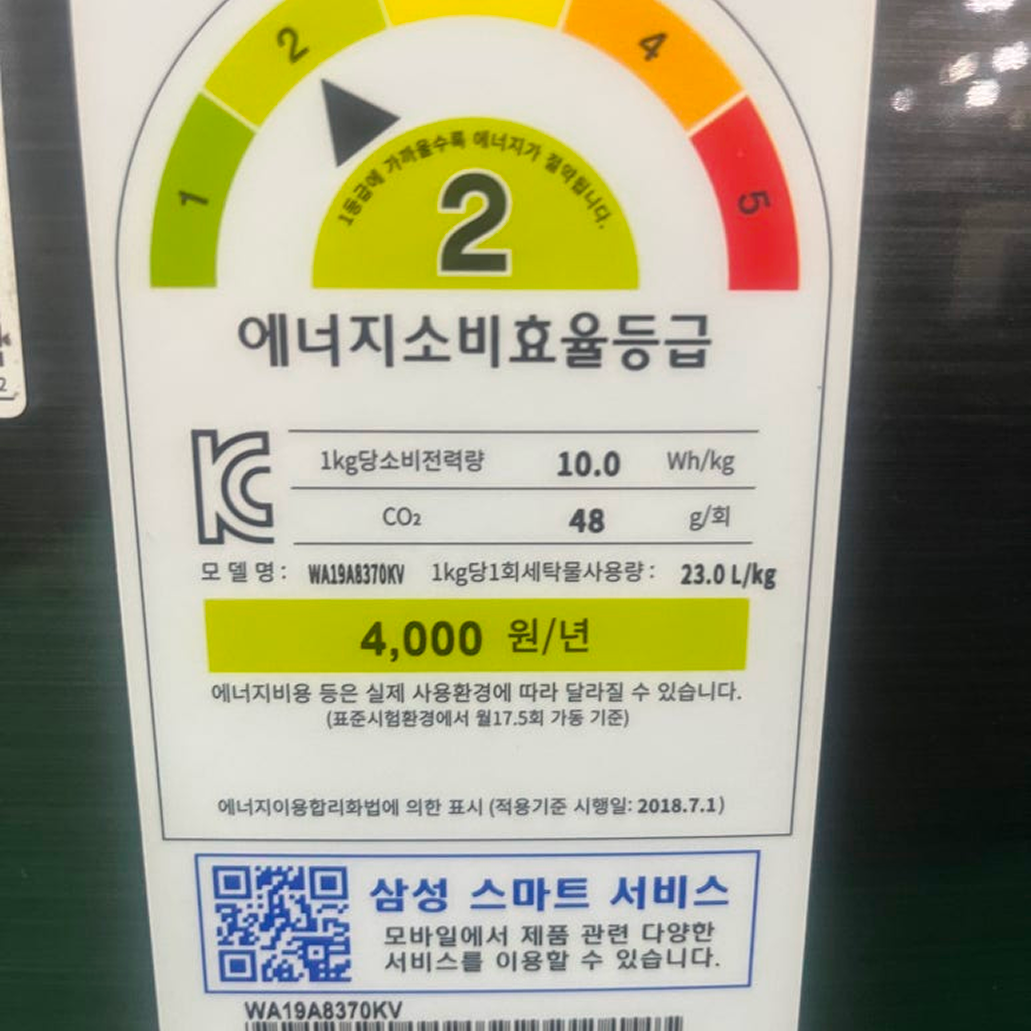 2
4
1
5
1등급에 가까울수록 에너지가 절약됩니다.
2
에너지소비효율등급
1kg당소비전력량 10.0 Wh/kg
CO₂ 48 g/회
모델명: WA19A8370KV 1kg당1회세탁물사용량: 23.0 L/kg
4,000 원/년
에너지비용 등은 실제 사용환경에 따라 달라질 수 있습니다.
(표준시험환경에서 월17.5회 가동 기준)
에너지이용합리화법에 의한 표시 (적용기준 시행일: 2018.7.1)
삼성 스마트 서비스
모바일에서 제품 관련 다양한
서비스를 이용할 수 있습니다.
WA19A8370KV